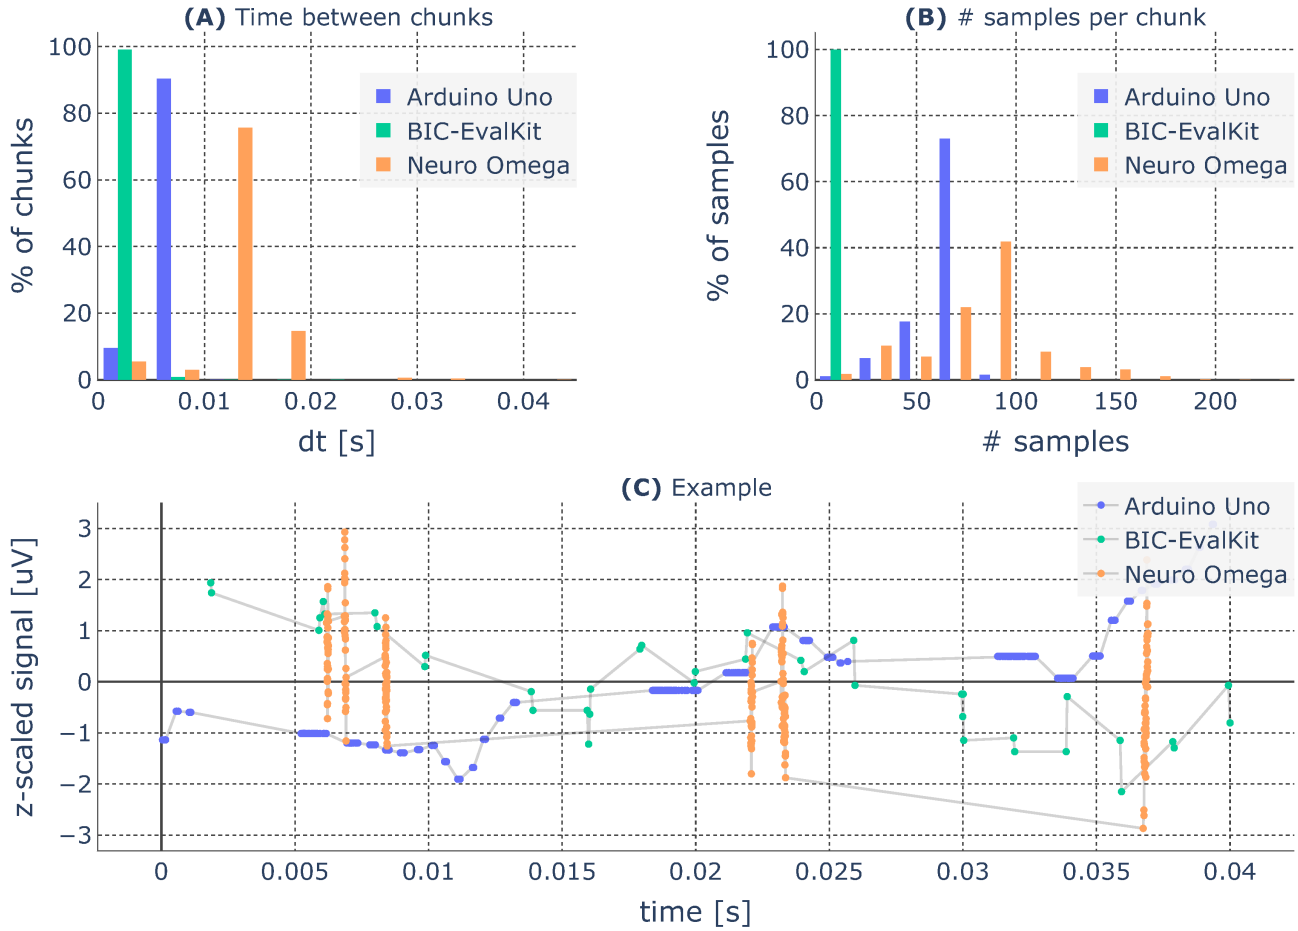 (A) Time between chunks
% of chunks
100
80
60
40
20
0
0 0.01 0.02 0.03 0.04
dt [s]
Arduino Uno
BIC-EvalKit
Neuro Omega
(B) # samples per chunk
% of samples
100
80
60
40
20
0
0 50 100 150 200
# samples
Arduino Uno
BIC-EvalKit
Neuro Omega
(C) Example
z-scaled signal [uV]
3
2
1
0
−1
−2
−3
0 0.005 0.01 0.015 0.02 0.025 0.03 0.035 0.04
time [s]
Arduino Uno
BIC-EvalKit
Neuro Omega